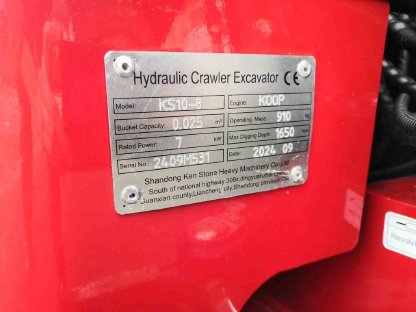 Hydraulic Crawler Excavator CE
Model: KS10-8 Engine: KOOP
Bucket Capacity: 0.025 m³ Operating Mass: 910 kg
Rated Power: 7 kW Max Digging Depth: 1650
Serial No.: 2409M531 Date: 2024 09
Shandong Ken Stone Heavy Machinery Co., Ltd
South of national highway 309,
Guanxian county, Liaocheng city, Shandong province
Revolvi